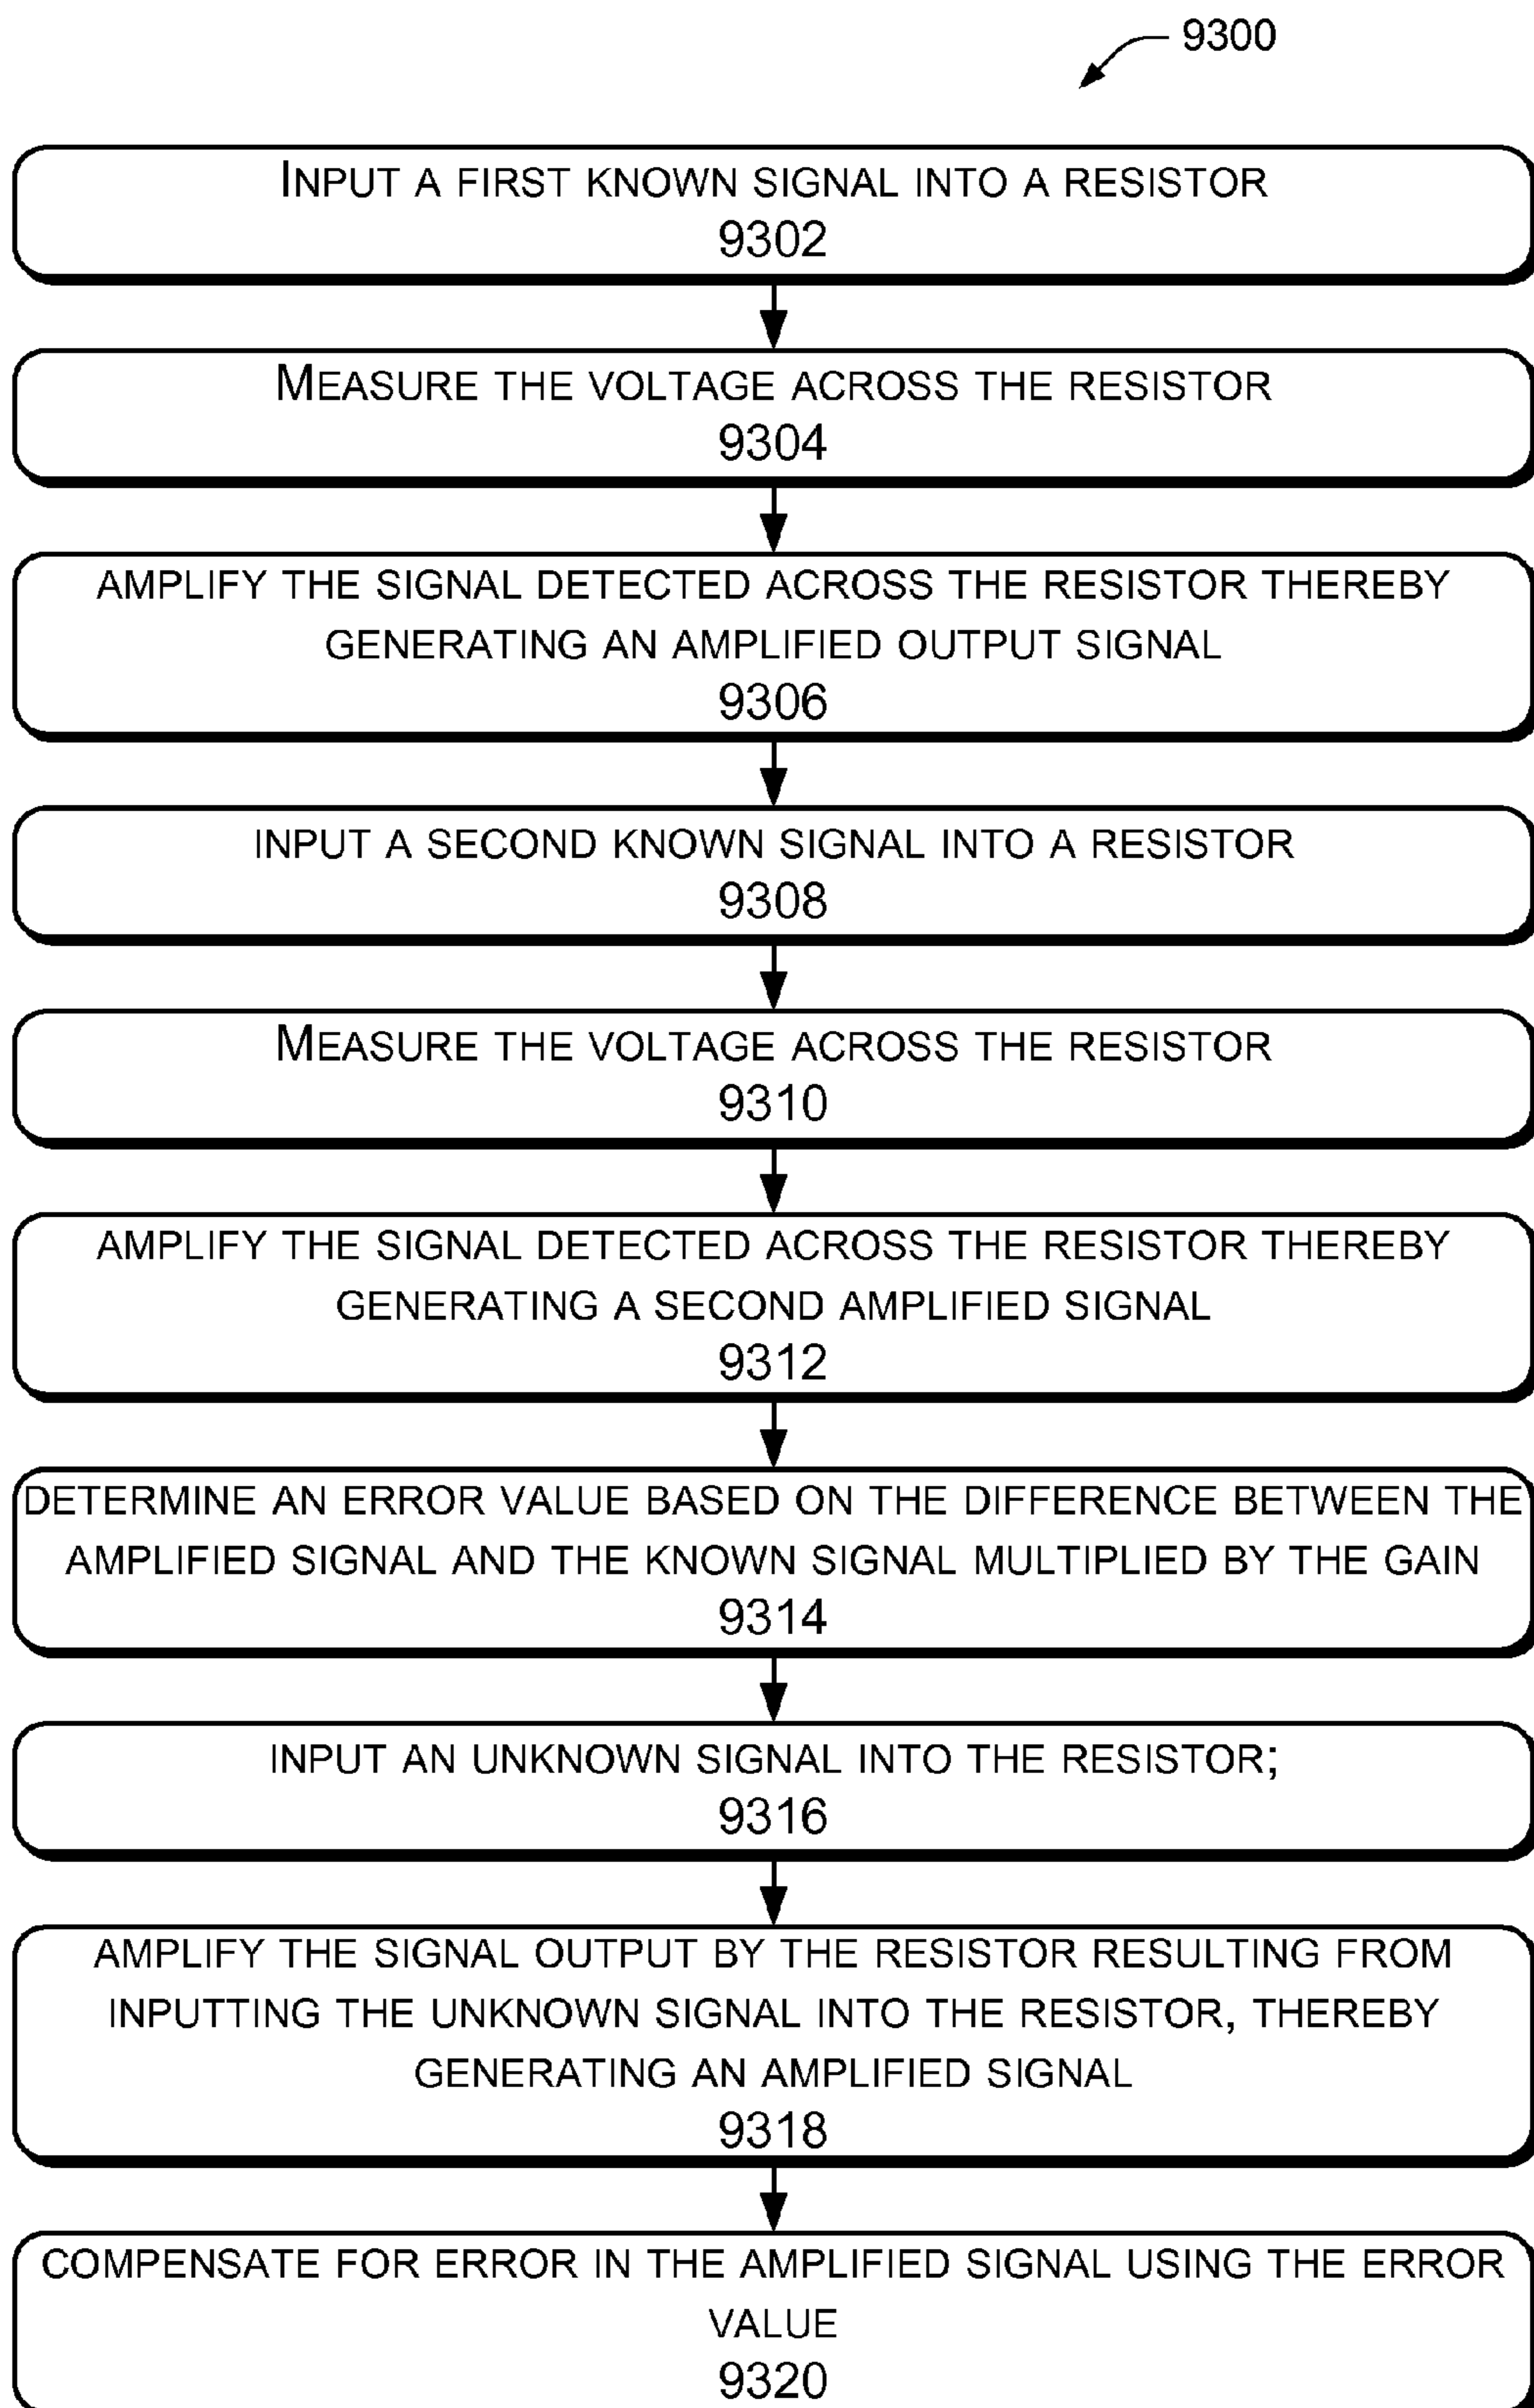 9300
INPUT A FIRST KNOWN SIGNAL INTO A RESISTOR
9302
MEASURE THE VOLTAGE ACROSS THE RESISTOR
9304
AMPLIFY THE SIGNAL DETECTED ACROSS THE RESISTOR THEREBY
GENERATING AN AMPLIFIED OUTPUT SIGNAL
9306
INPUT A SECOND KNOWN SIGNAL INTO A RESISTOR
9308
MEASURE THE VOLTAGE ACROSS THE RESISTOR
9310
AMPLIFY THE SIGNAL DETECTED ACROSS THE RESISTOR THEREBY
GENERATING A SECOND AMPLIFIED SIGNAL
9312
DETERMINE AN ERROR VALUE BASED ON THE DIFFERENCE BETWEEN THE
AMPLIFIED SIGNAL AND THE KNOWN SIGNAL MULTIPLIED BY THE GAIN
9314
INPUT AN UNKNOWN SIGNAL INTO THE RESISTOR;
9316
AMPLIFY THE SIGNAL OUTPUT BY THE RESISTOR RESULTING FROM
INPUTTING THE UNKNOWN SIGNAL INTO THE RESISTOR, THEREBY
GENERATING AN AMPLIFIED SIGNAL
9318
COMPENSATE FOR ERROR IN THE AMPLIFIED SIGNAL USING THE ERROR
VALUE
9320